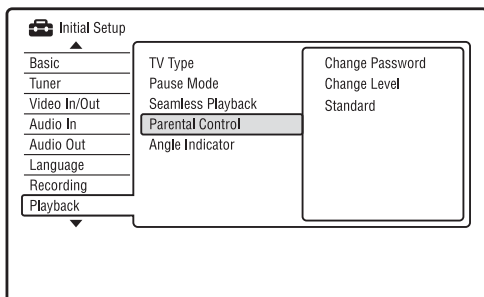 Initial Setup
Basic
Tuner
Video In/Out
Audio In
Audio Out
Language
Recording
Playback
TV Type
Pause Mode
Seamless Playback
Parental Control
Angle Indicator
Change Password
Change Level
Standard